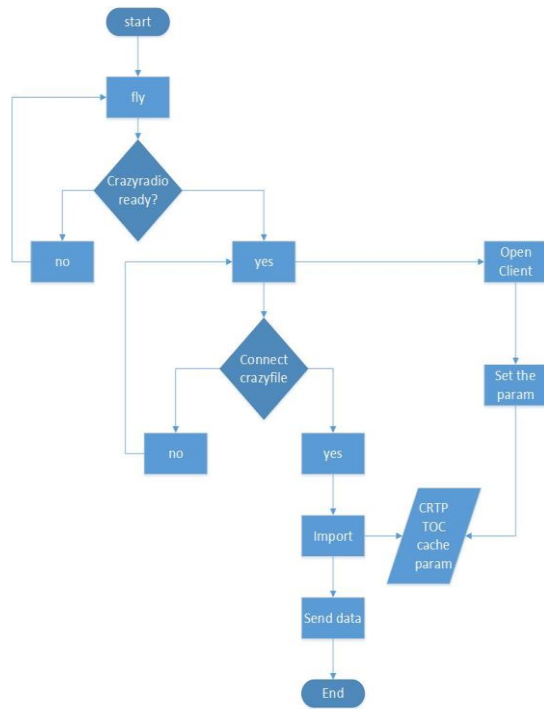 start
fly
Crazyradio
ready?
no
yes
Open
Client
Connect
crazyfile
Set the
param
no
yes
CRTP
TOC
cache
param
Import
Send data
End